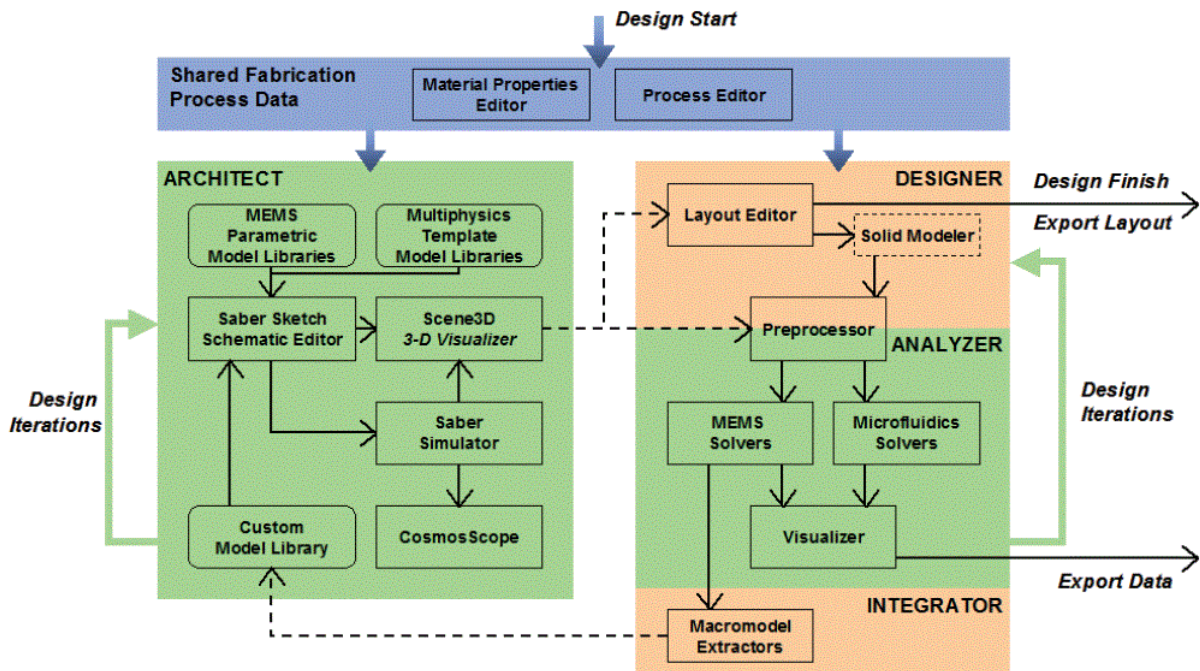 Design Start
Shared Fabrication
Process Data
Material Properties
Editor
Process Editor
ARCHITECT
MEMS
Parametric
Model Libraries
Multiphysics
Template
Model Libraries
Saber Sketch
Schematic Editor
Scene3D
3-D Visualizer
Saber
Simulator
Custom
Model Library
CosmosScope
Design
Iterations
DESIGNER
Layout Editor
Solid Modeler
Design Finish
Export Layout
Preprocessor
ANALYZER
MEMS
Solvers
Microfluidics
Solvers
Visualizer
Design
Iterations
Export Data
INTEGRATOR
Macromodel
Extractors